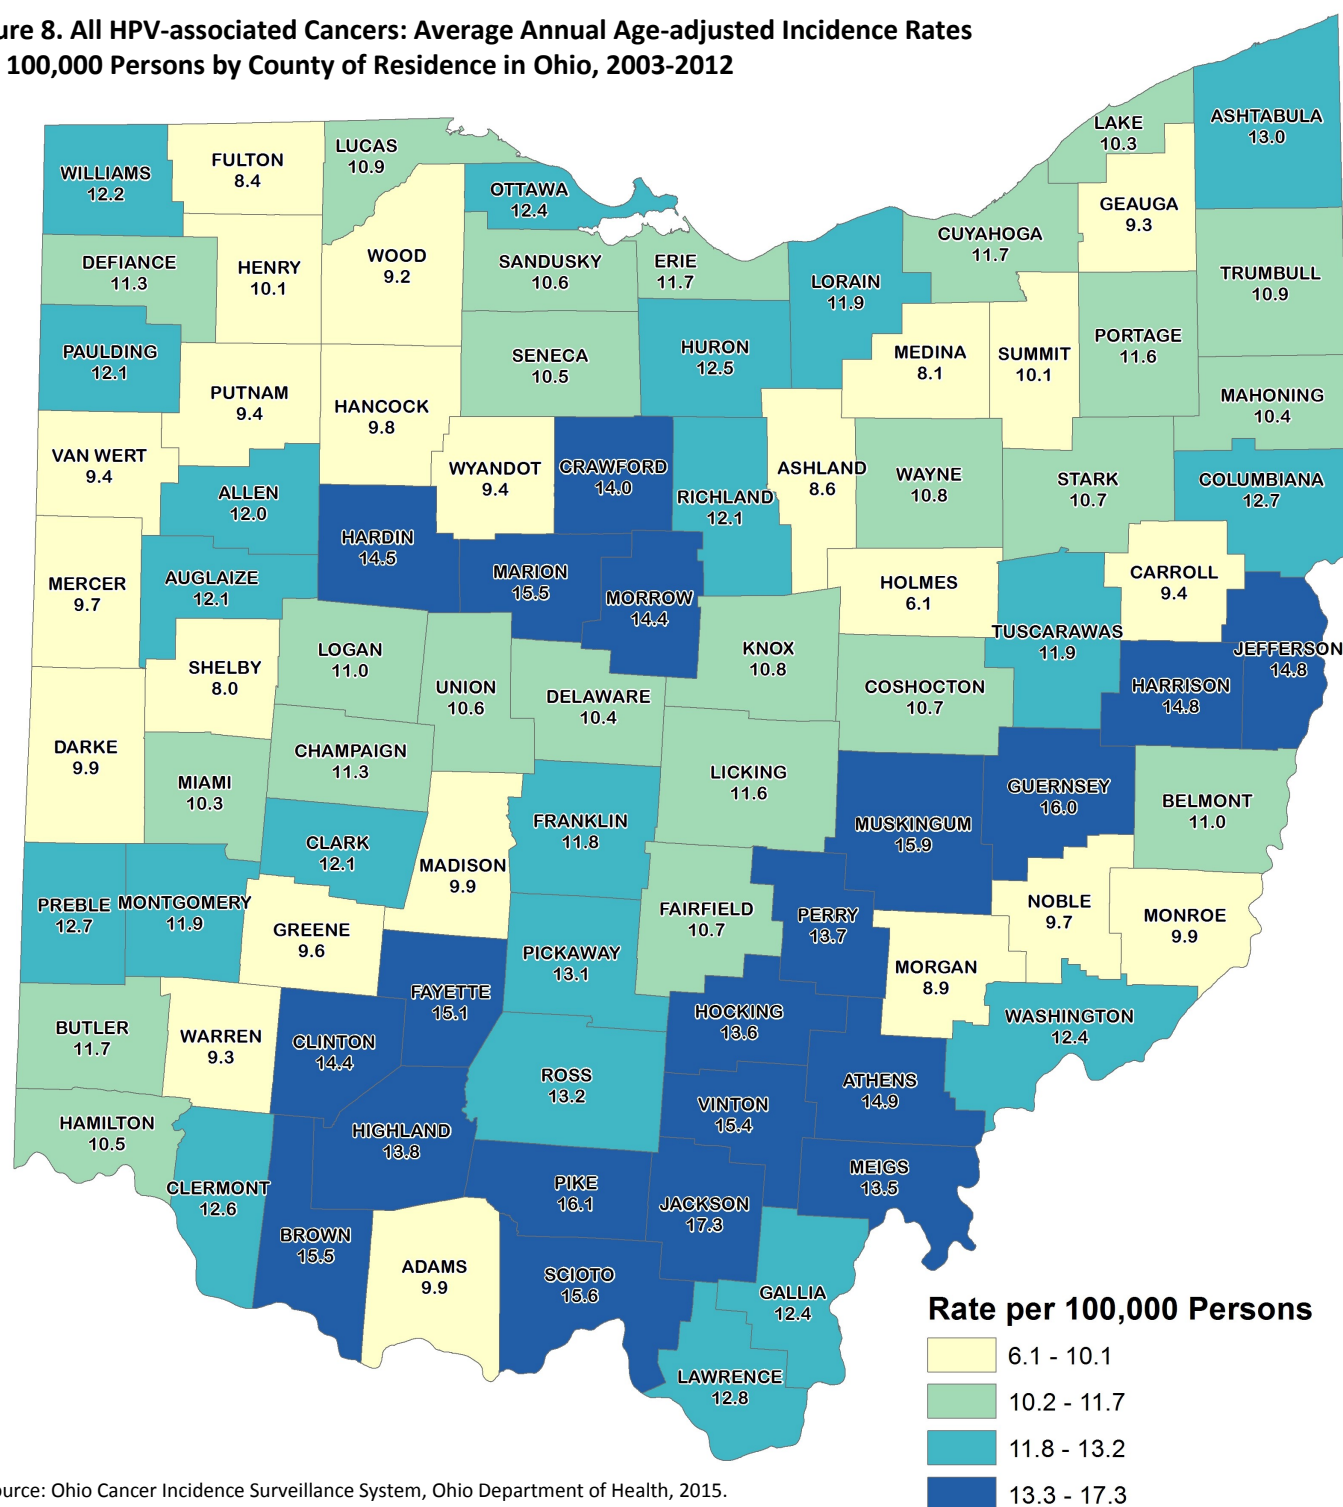 ure 8. All HPV-associated Cancers: Average Annual Age-adjusted Incidence Rates
100,000 Persons by County of Residence in Ohio, 2003-2012
ASHTABULA
13.0
LAKE
10.3
LUCAS
10.9
FULTON
8.4
WILLIAMS
12.2
OTTAWA
12.4
GEAUGA
9.3
CUYAHOGA
11.7
WOOD
9.2
DEFIANCE
11.3
HENRY
10.1
SANDUSKY
10.6
ERIE
11.7
LORAIN
11.9
TRUMBULL
10.9
PAULDING
12.1
SENECA
10.5
HURON
12.5
MEDINA
8.1
SUMMIT
10.1
PORTAGE
11.6
PUTNAM
9.4
HANCOCK
9.8
MAHONING
10.4
VAN WERT
9.4
ALLEN
12.0
WYANDOT
9.4
CRAWFORD
14.0
RICHLAND
12.1
ASHLAND
8.6
WAYNE
10.8
STARK
10.7
COLUMBIANA
12.7
HARDIN
14.5
MERCER
9.7
AUGLAIZE
12.1
MARION
15.5
MORROW
14.4
HOLMES
6.1
CARROLL
9.4
TUSCARAWAS
11.9
JEFFERSON
14.8
SHELBY
8.0
LOGAN
11.0
UNION
10.6
KNOX
10.8
DELAWARE
10.4
COSHOCTON
10.7
HARRISON
14.8
DARKE
9.9
CHAMPAIGN
11.3
MIAMI
10.3
LICKING
11.6
GUERNSEY
16.0
BELMONT
11.0
CLARK
12.1
FRANKLIN
11.8
MUSKINGUM
15.9
MADISON
9.9
PREBLE
12.7
MONTGOMERY
11.9
GREENE
9.6
FAIRFIELD
10.7
PERRY
13.7
NOBLE
9.7
MONROE
9.9
PICKAWAY
13.1
MORGAN
8.9
FAYETTE
15.1
HOCKING
13.6
WASHINGTON
12.4
BUTLER
11.7
WARREN
9.3
CLINTON
14.4
ROSS
13.2
ATHENS
14.9
VINTON
15.4
HAMILTON
10.5
HIGHLAND
13.8
MEIGS
13.5
CLERMONT
12.6
PIKE
16.1
JACKSON
17.3
BROWN
15.5
ADAMS
9.9
SCIOTO
15.6
GALLIA
12.4
LAWRENCE
12.8
Rate per 100,000 Persons
6.1 - 10.1
10.2 - 11.7
11.8 - 13.2
13.3 - 17.3
ource: Ohio Cancer Incidence Surveillance System, Ohio Department of Health, 2015.